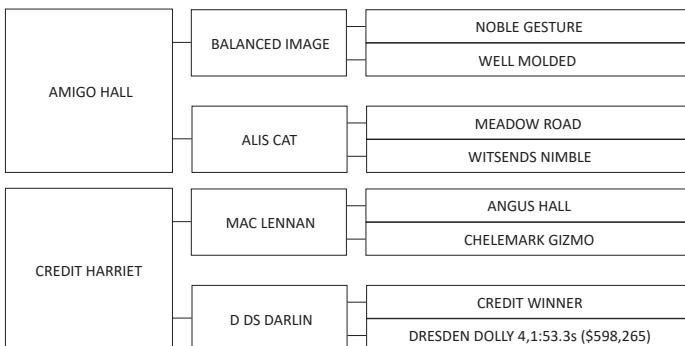 NOBLE GESTURE
BALANCED IMAGE
WELL MOLDED
AMIGO HALL
MEADOW ROAD
ALIS CAT
WITSENDS NIMBLE
ANGUS HALL
MAC LENNAN
CHELEMARK GIZMO
CREDIT HARRIET
CREDIT WINNER
D DS DARLIN
DRESDEN DOLLY 4,1:53.3s ($598,265)